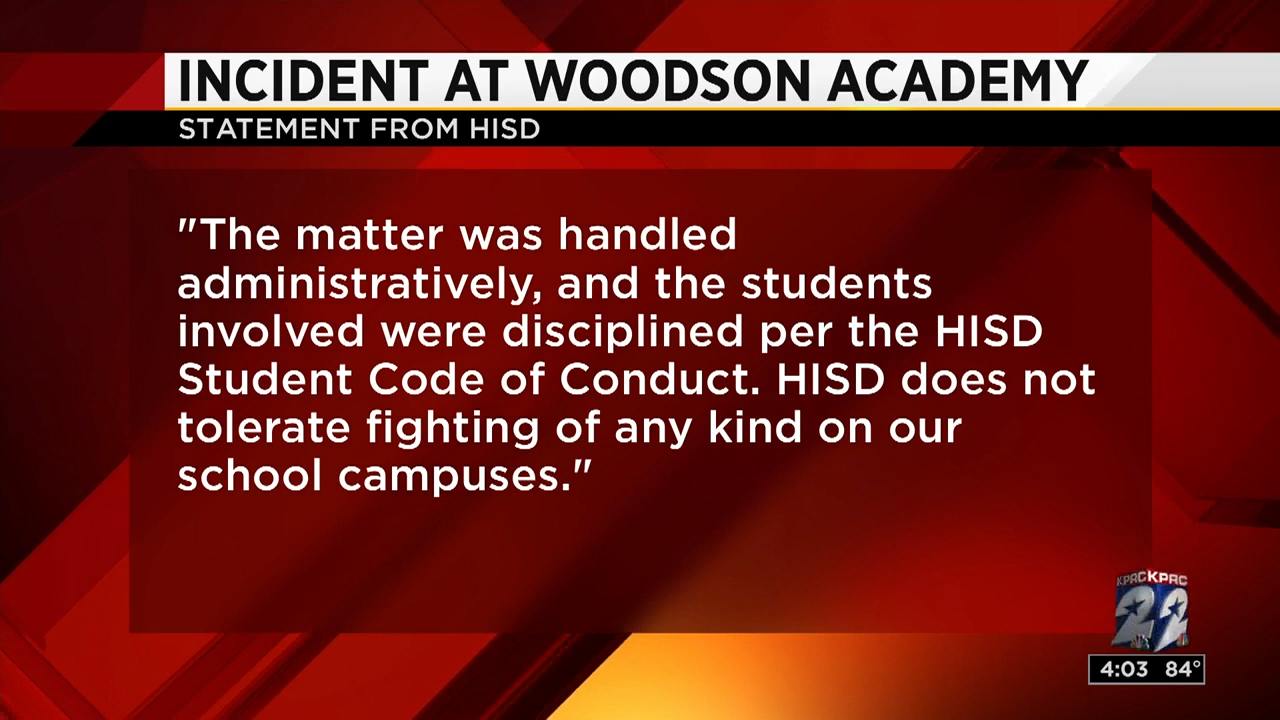 INCIDENT AT WOODSON ACADEMY
STATEMENT FROM HISD
"The matter was handled
administratively, and the students
involved were disciplined per the HISD
Student Code of Conduct. HISD does not
tolerate fighting of any kind on our
school campuses."
KPRC KPRC
2 2
4:03 84°